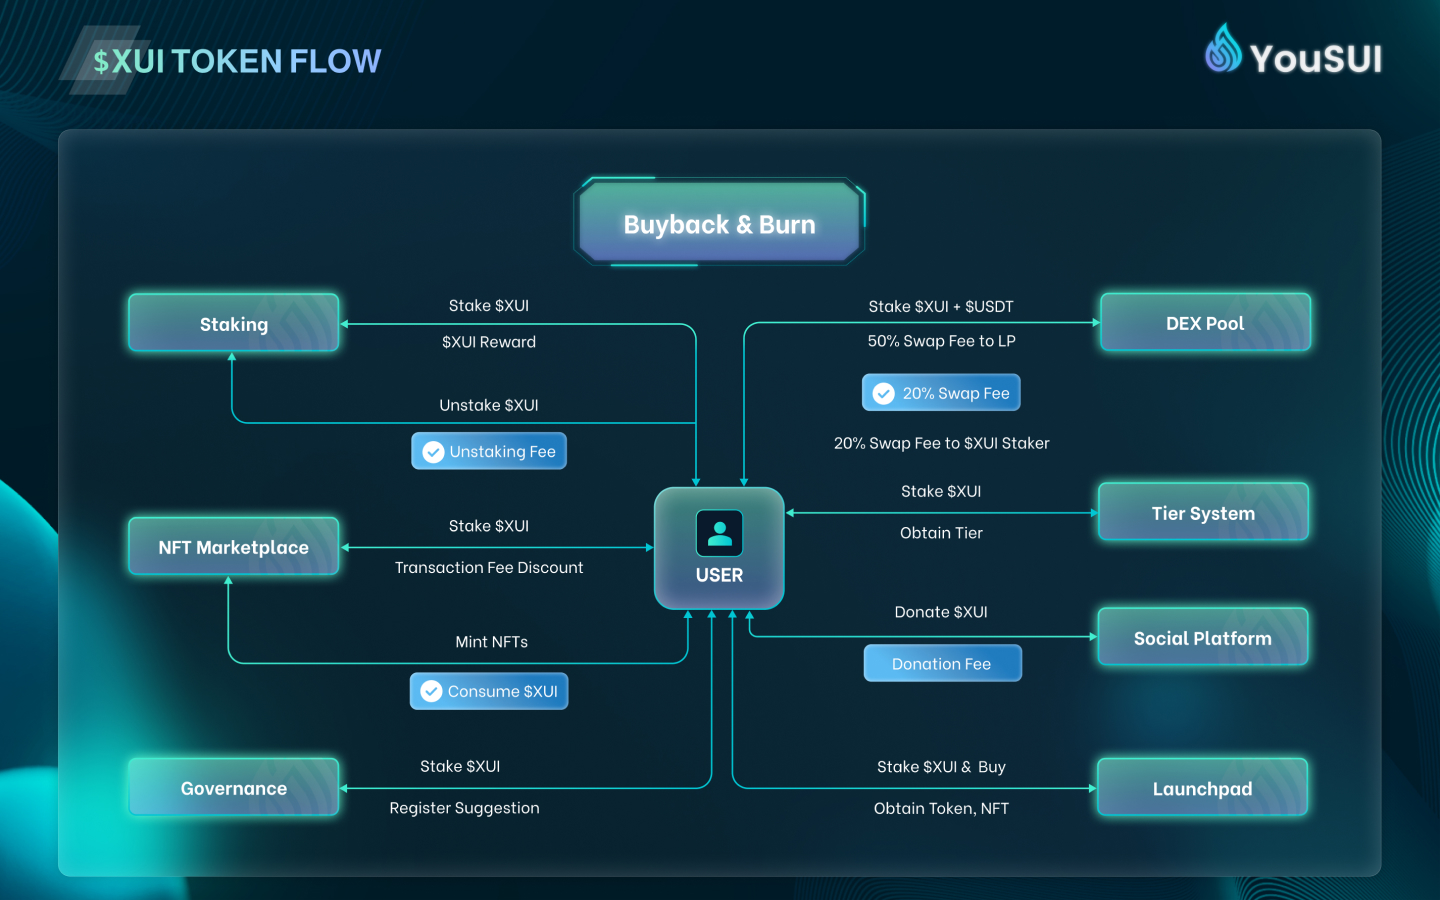 $XUI TOKEN FLOW
YouSUI
Buyback & Burn
Staking
Stake $XUI
$XUI Reward
Unstake $XUI
Unstaking Fee
Stake $XUI + $USDT
50% Swap Fee to LP
20% Swap Fee
20% Swap Fee to $XUI Staker
DEX Pool
NFT Marketplace
Stake $XUI
Transaction Fee Discount
Mint NFTs
Consume $XUI
USER
Stake $XUI
Obtain Tier
Tier System
Donate $XUI
Donation Fee
Social Platform
Governance
Stake $XUI
Register Suggestion
Stake $XUI & Buy
Obtain Token, NFT
Launchpad